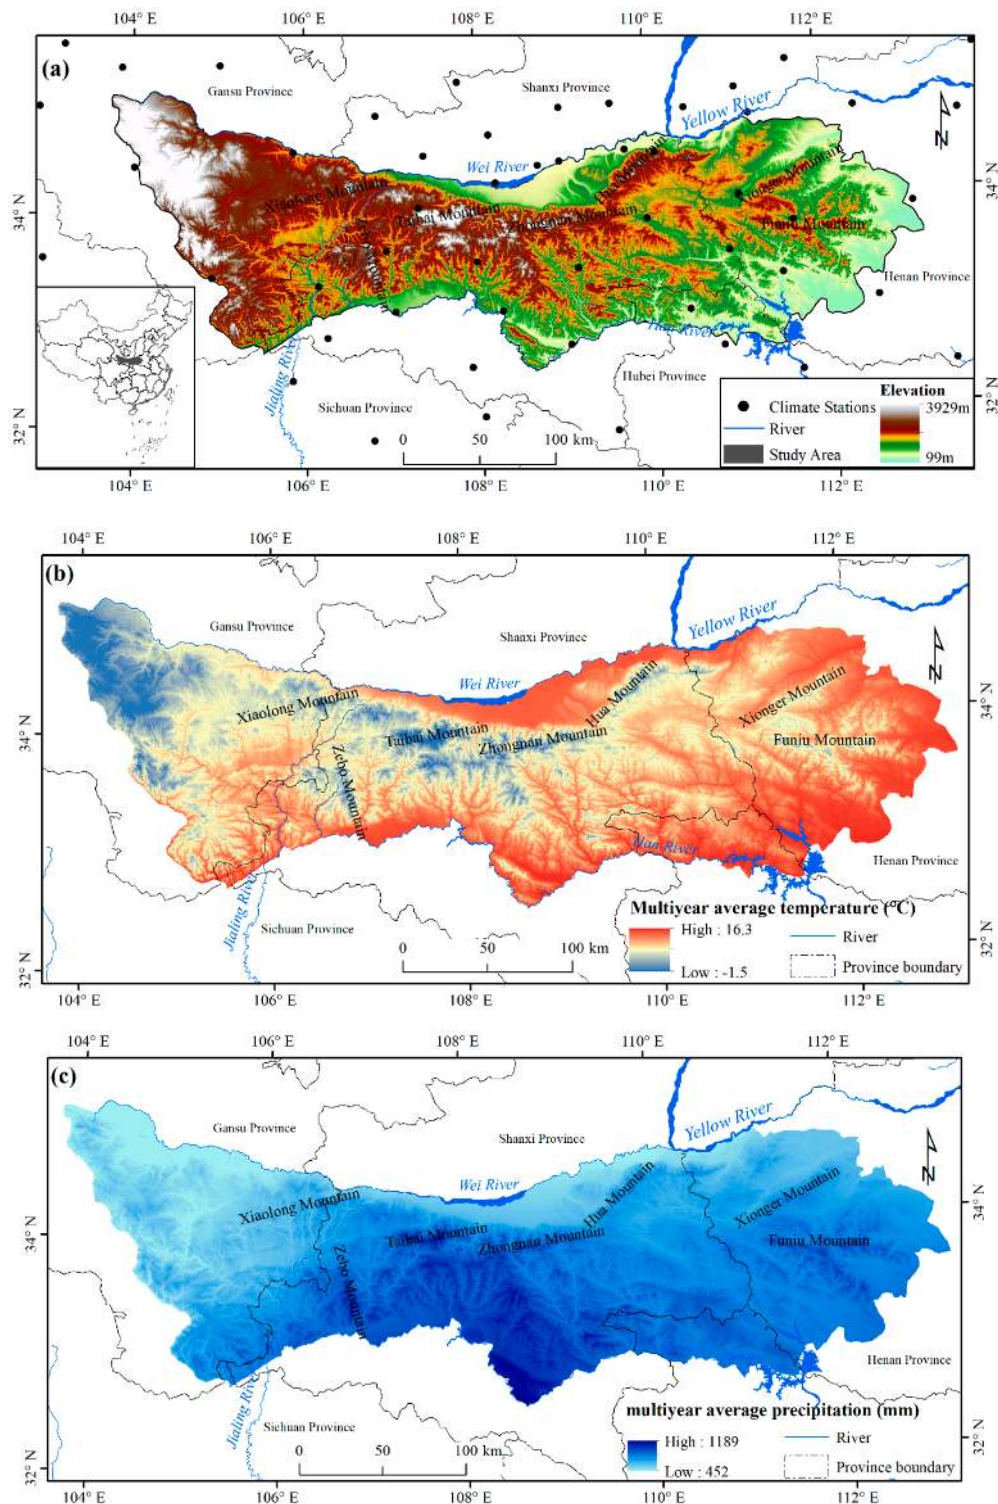 104° E 106° E 108° E 110° E 112° E
(a)
Gansu Province
Shanxi Province
Yellow River
N
Wei River
34° N
34° N
Xiaolong Mountain
Hua Mountain
Xionger Mountain
Taibai Mountain
Zhongnan Mountain
Funiu Mountain
Zebo Mountain
Henan Province
Han River
Jialing River
Hubei Province
Sichuan Province
32° N
32° N
0 50 100 km
Climate Stations
River
Study Area
Elevation
3929m
99m
104° E 106° E 108° E 110° E 112° E
104° E 106° E 108° E 110° E 112° E
(b)
Gansu Province
Shanxi Province
Yellow River
N
Wei River
34° N
34° N
Xiaolong Mountain
Hua Mountain
Xionger Mountain
Taibai Mountain
Zhongnan Mountain
Funiu Mountain
Zebo Mountain
Han River
Henan Province
Jialing River
Sichuan Province
32° N
32° N
0 50 100 km
Multiyear average temperature (°C)
High : 16.3
Low : -1.5
River
Province boundary
104° E 106° E 108° E 110° E 112° E
104° E 106° E 108° E 110° E 112° E
(c)
Gansu Province
Shanxi Province
Yellow River
N
Wei River
34° N
34° N
Xiaolong Mountain
Hua Mountain
Xionger Mountain
Taibai Mountain
Zhongnan Mountain
Funiu Mountain
Zebo Mountain
Henan Province
Jialing River
Sichuan Province
32° N
32° N
0 50 100 km
multiyear average precipitation (mm)
High : 1189
Low : 452
River
Province boundary
104° E 106° E 108° E 110° E 112° E